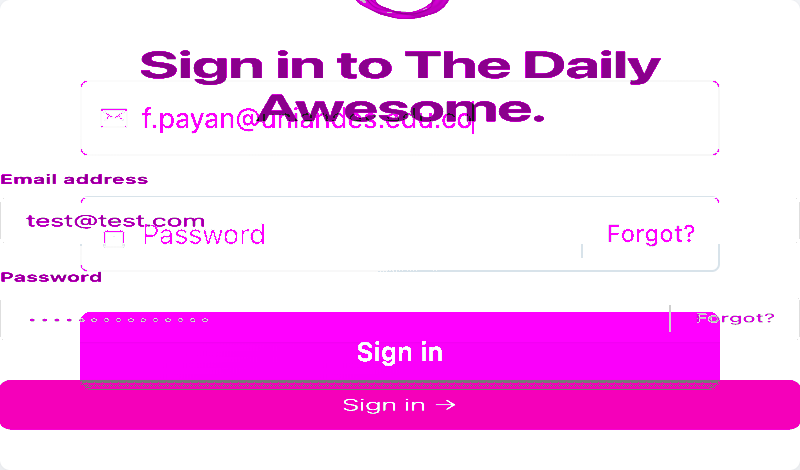 Sign in to The Daily
Awesome.
f.payan@uniandes.edu.co
Email address
test@test.com
Password Forgot?
Password
Forgot?
Sign in
Sign in →